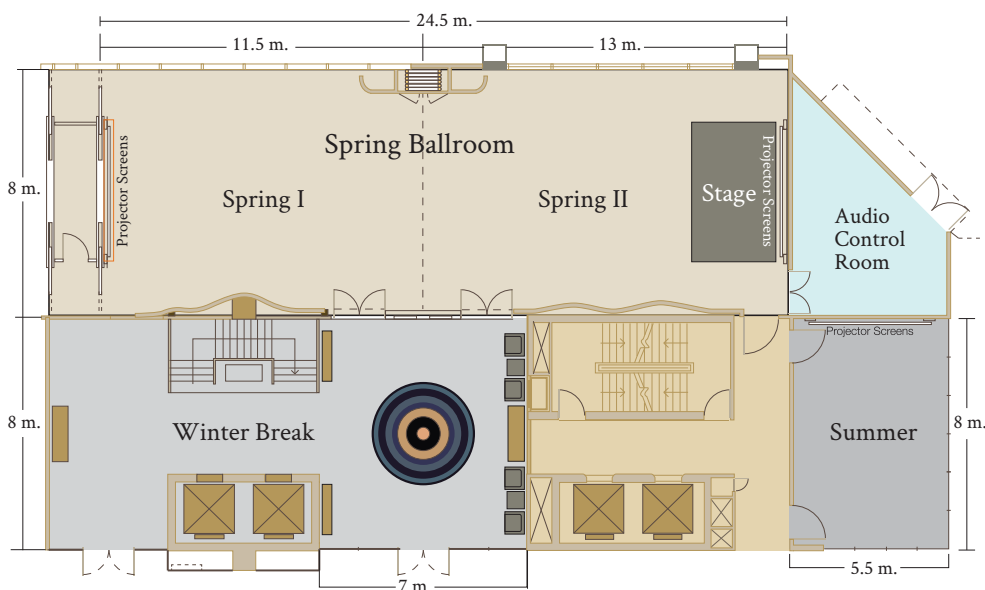 24.5 m.
11.5 m.
13 m.
8 m.
Projector Screens
Spring Ballroom
Spring I
Spring II
Stage
Projector Screens
Audio
Control
Room
Projector Screens
8 m.
Winter Break
Summer
8 m.
7 m
5.5 m.